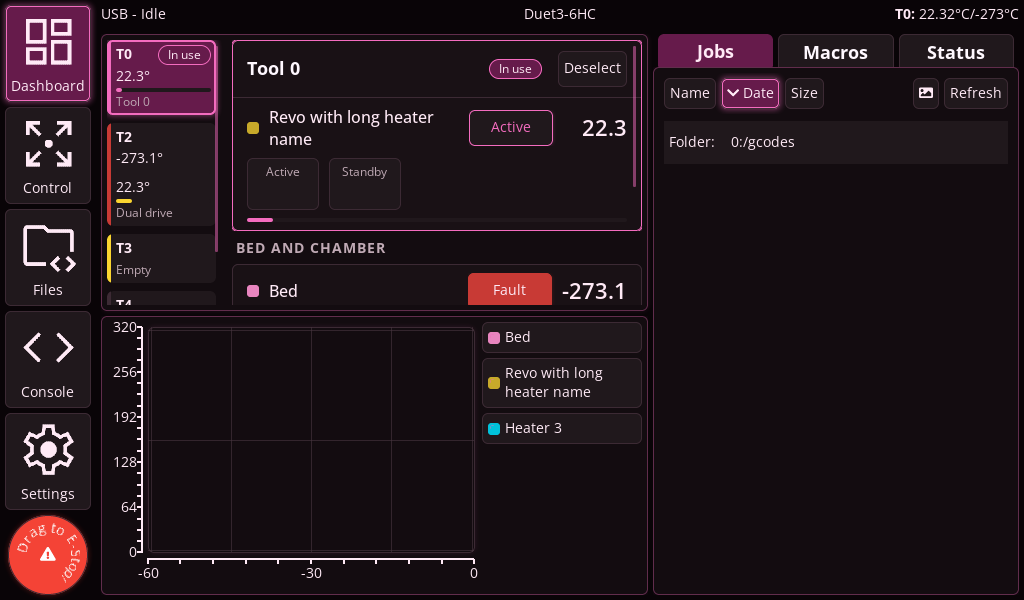 USB - Idle
Duet3-6HC
T0: 22.32°C/-273°C
Dashboard
Control
Files
Console
Settings
Drag to E-Stop!
T0
In use
22.3°
Tool 0
T2
-273.1°
22.3°
Dual drive
T3
Empty
T4
Tool 0
In use
Deselect
Revo with long heater
name
Active
22.3
Active
Standby
BED AND CHAMBER
Bed
Fault
-273.1
320
256
192
128
64
0
-60
-30
0
Bed
Revo with long
heater name
Heater 3
Jobs
Macros
Status
Name
Date
Size
Refresh
Folder: 0:/gcodes